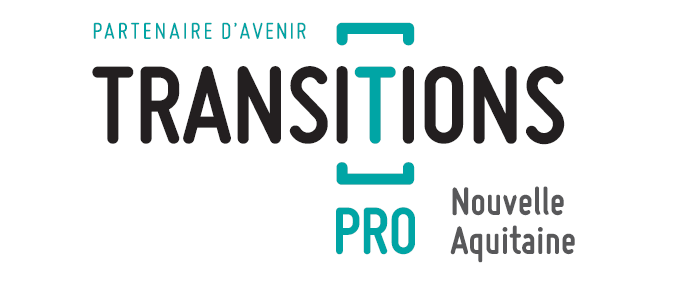 PARTENAIRE D'AVENIR
TRANSITIONS
PRO
Nouvelle
Aquitaine